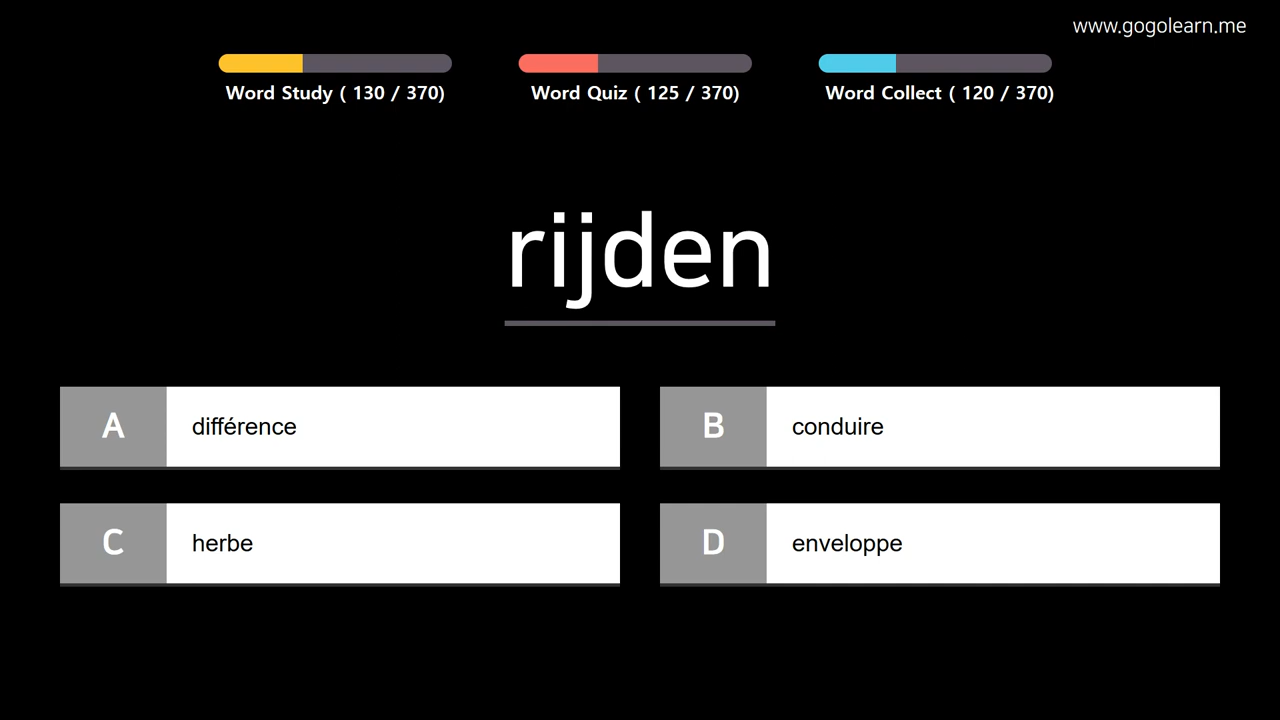 www.gogolearn.me
Word Study ( 130 / 370)
Word Quiz ( 125 / 370)
Word Collect ( 120 / 370)
rijden
A différence
B conduire
C herbe
D enveloppe